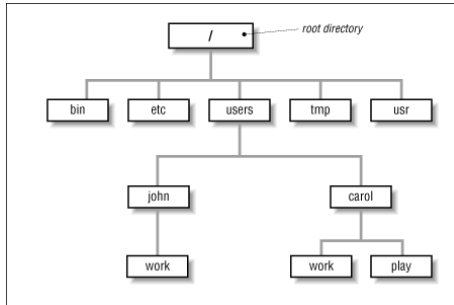 / root directory
bin etc users tmp usr
john carol
work work play